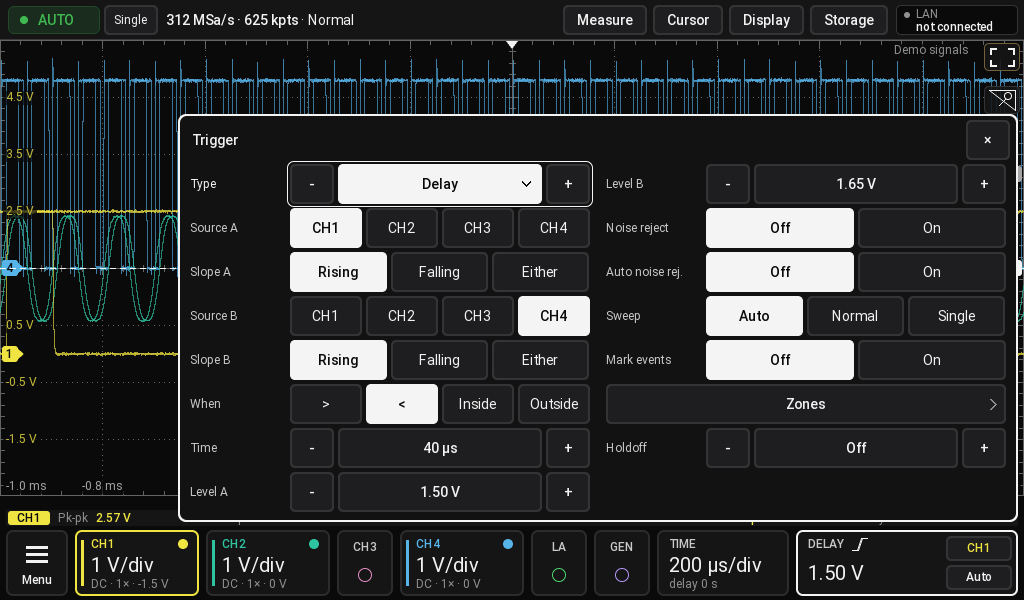 AUTO Single 312 MSa/s · 625 kpts · Normal Measure Cursor Display Storage LAN
not connected
Demo signals
4.5 V
3.5 V
2.5 V
4
0.5 V
1
-0.5 V
-1.5 V
-1.0 ms -0.8 ms
Trigger ×
Type - Delay + Level B - 1.65 V +
Source A CH1 CH2 CH3 CH4 Noise reject Off On
Slope A Rising Falling Either Auto noise rej. Off On
Source B CH1 CH2 CH3 CH4 Sweep Auto Normal Single
Slope B Rising Falling Either Mark events Off On
When > < Inside Outside Zones
Time - 40 µs + Holdoff - Off +
Level A - 1.50 V +
CH1 Pk-pk 2.57 V
Menu
CH1
1 V/div
DC · 1× · -1.5 V
CH2
1 V/div
DC · 1× · 0 V
CH3
CH4
1 V/div
DC · 1× · 0 V
LA
GEN
TIME
200 µs/div
delay 0 s
DELAY
1.50 V
CH1
Auto